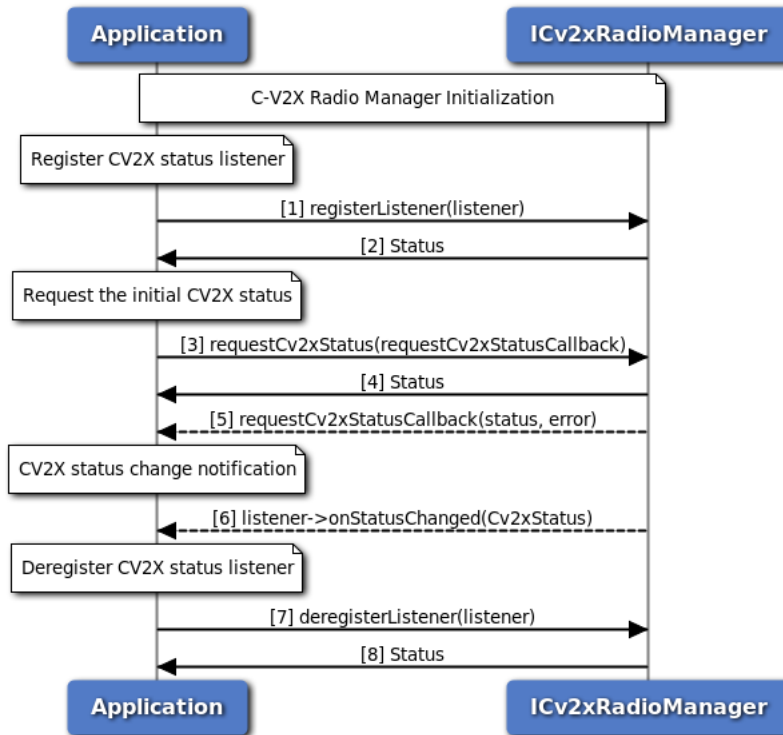 Application
ICv2xRadioManager
C-V2X Radio Manager Initialization
Register CV2X status listener
[1] registerListener(listener)
[2] Status
Request the initial CV2X status
[3] requestCv2xStatus(requestCv2xStatusCallback)
[4] Status
[5] requestCv2xStatusCallback(status, error)
CV2X status change notification
[6] listener->onStatusChanged(Cv2xStatus)
Deregister CV2X status listener
[7] deregisterListener(listener)
[8] Status
Application
ICv2xRadioManager